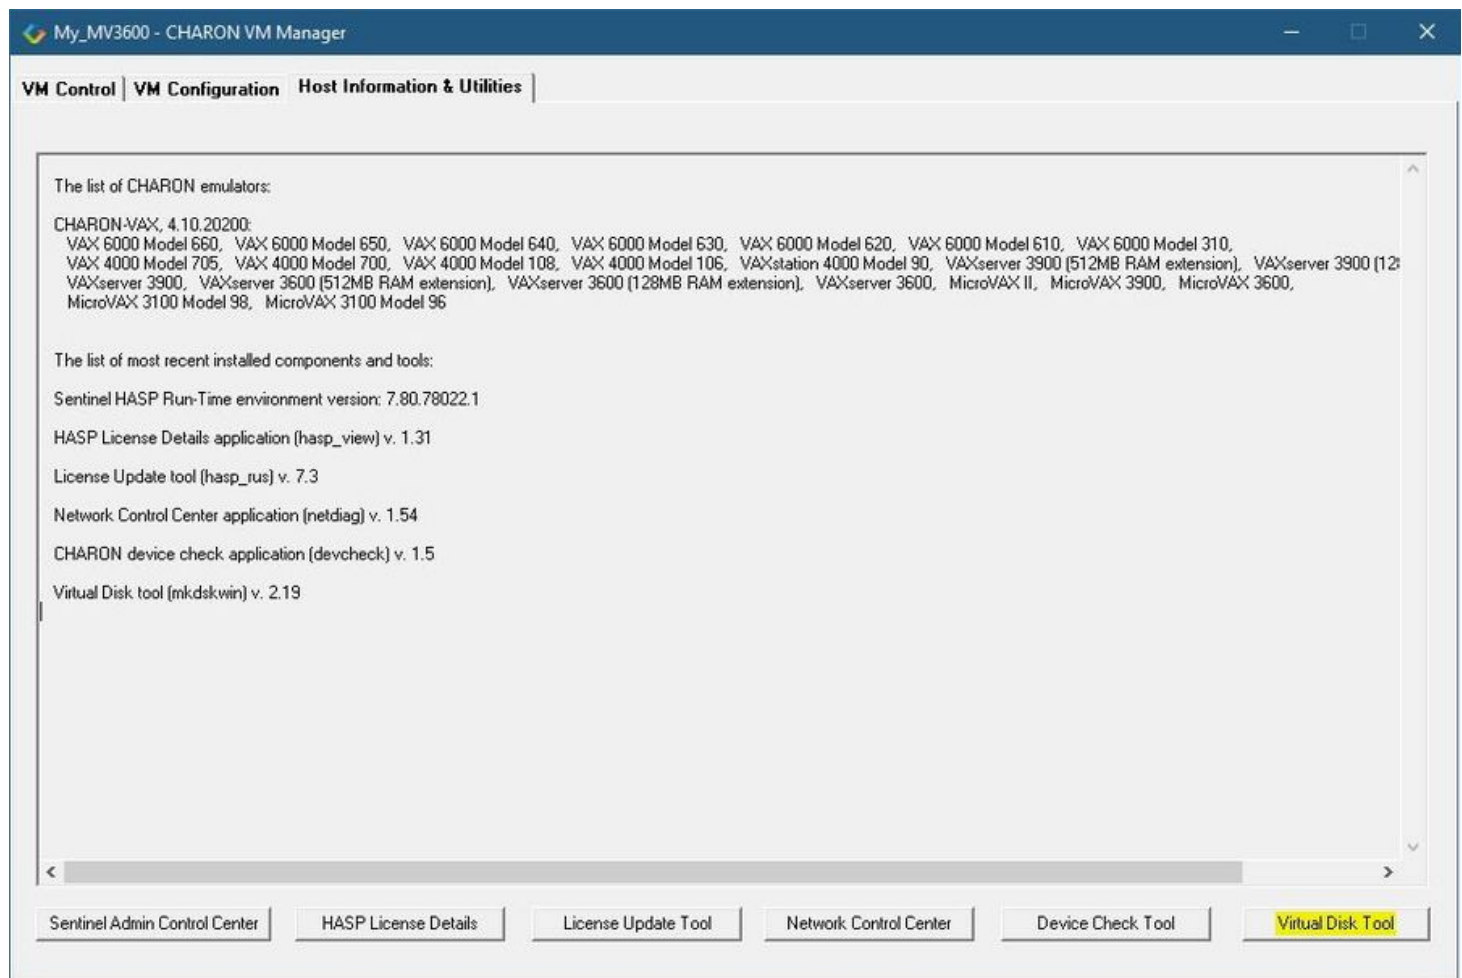 My_MV3600 - CHARON VM Manager
VM Control
VM Configuration
Host Information & Utilities
The list of CHARON emulators:
CHARON-VAX, 4.10.20200:
VAX 6000 Model 660, VAX 6000 Model 650, VAX 6000 Model 640, VAX 6000 Model 630, VAX 6000 Model 620, VAX 6000 Model 610, VAX 6000 Model 310,
VAX 4000 Model 705, VAX 4000 Model 700, VAX 4000 Model 108, VAX 4000 Model 106, VAXstation 4000 Model 90, VAXserver 3900 (512MB RAM extension), VAXserver 3900
VAXserver 3900, VAXserver 3600 (512MB RAM extension), VAXserver 3600 (128MB RAM extension), VAXserver 3600, MicroVAX II, MicroVAX 3900, MicroVAX 3600,
MicroVAX 3100 Model 98, MicroVAX 3100 Model 96
The list of most recent installed components and tools:
Sentinel HASP Run-Time environment version: 7.80.78022.1
HASP License Details application (hasp_view) v. 1.31
License Update tool (hasp_rus) v. 7.3
Network Control Center application (netdiag) v. 1.54
CHARON device check application (devcheck) v. 1.5
Virtual Disk tool (mkdskwin) v. 2.19
Sentinel Admin Control Center
HASP License Details
License Update Tool
Network Control Center
Device Check Tool
Virtual Disk Tool